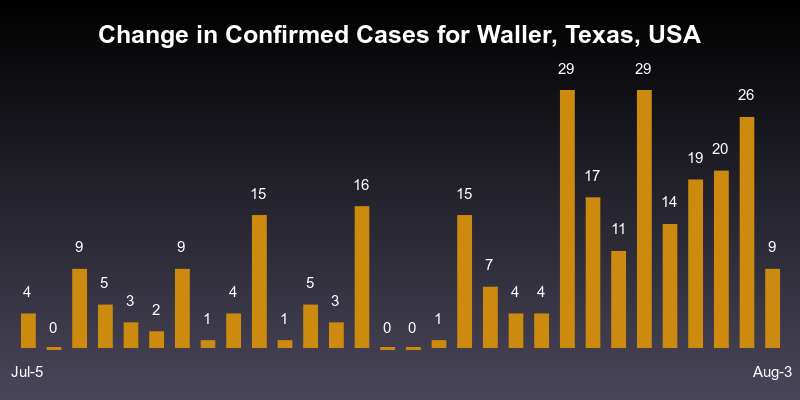 Change in Confirmed Cases for Waller, Texas, USA
4 0 9 5 3 2 9 1 4 15 1 5 3 16 0 0 1 15 7 4 4 29 17 11 29 14 19 20 26 9
Jul-5 Aug-3